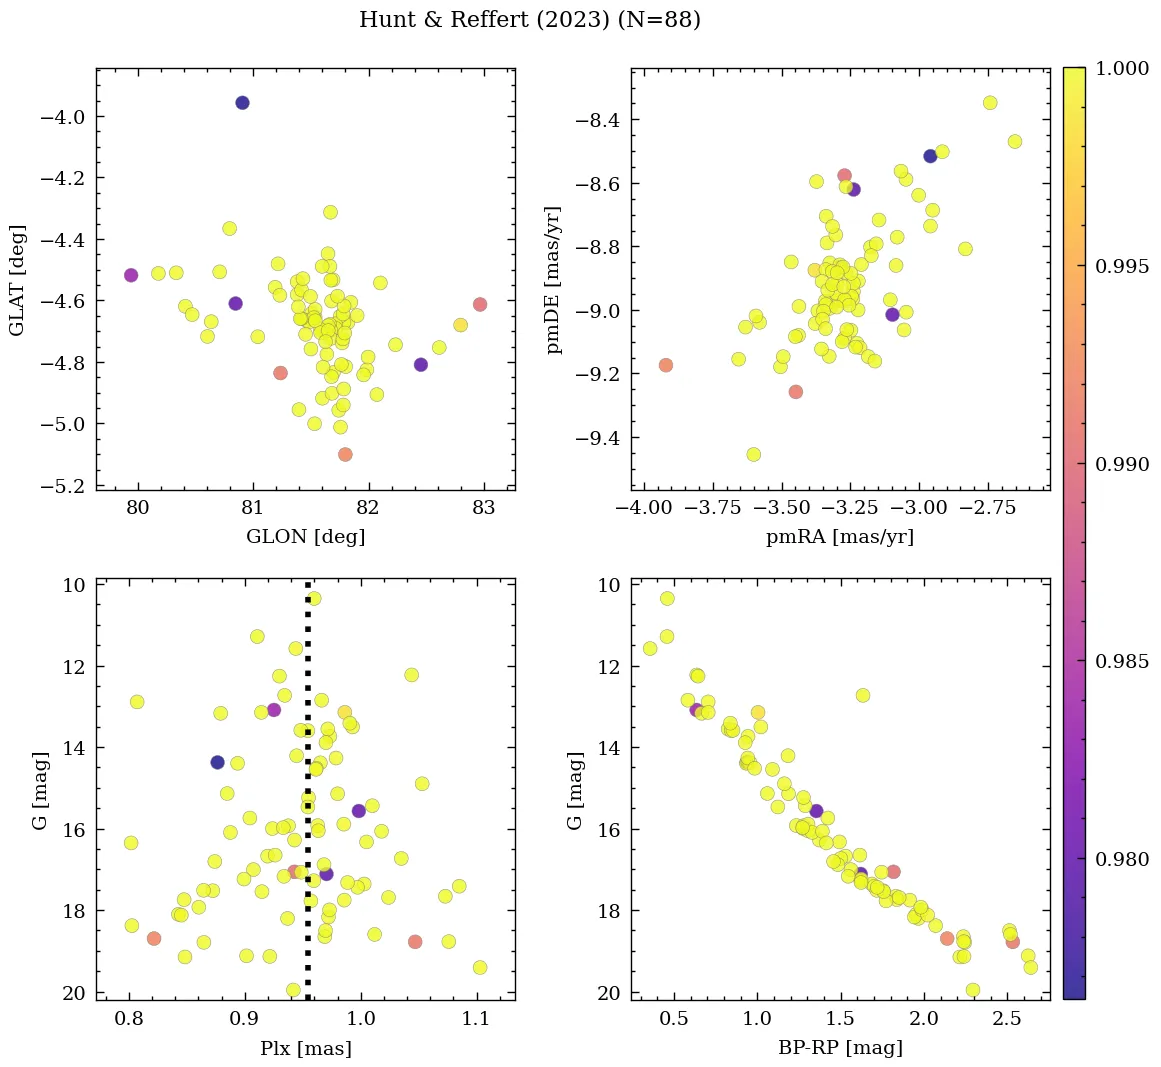 Hunt & Reffert (2023) (N=88)
−4.0
−4.2
−4.4
−4.6
−4.8
−5.0
−5.2
GLAT [deg]
80 81 82 83
GLON [deg]
−8.4
−8.6
−8.8
−9.0
−9.2
−9.4
pmDE [mas/yr]
−4.00 −3.75 −3.50 −3.25 −3.00 −2.75
pmRA [mas/yr]
10
12
14
16
18
20
G [mag]
0.8 0.9 1.0 1.1
Plx [mas]
10
12
14
16
18
20
G [mag]
0.5 1.0 1.5 2.0 2.5
BP-RP [mag]
1.000
0.995
0.990
0.985
0.980